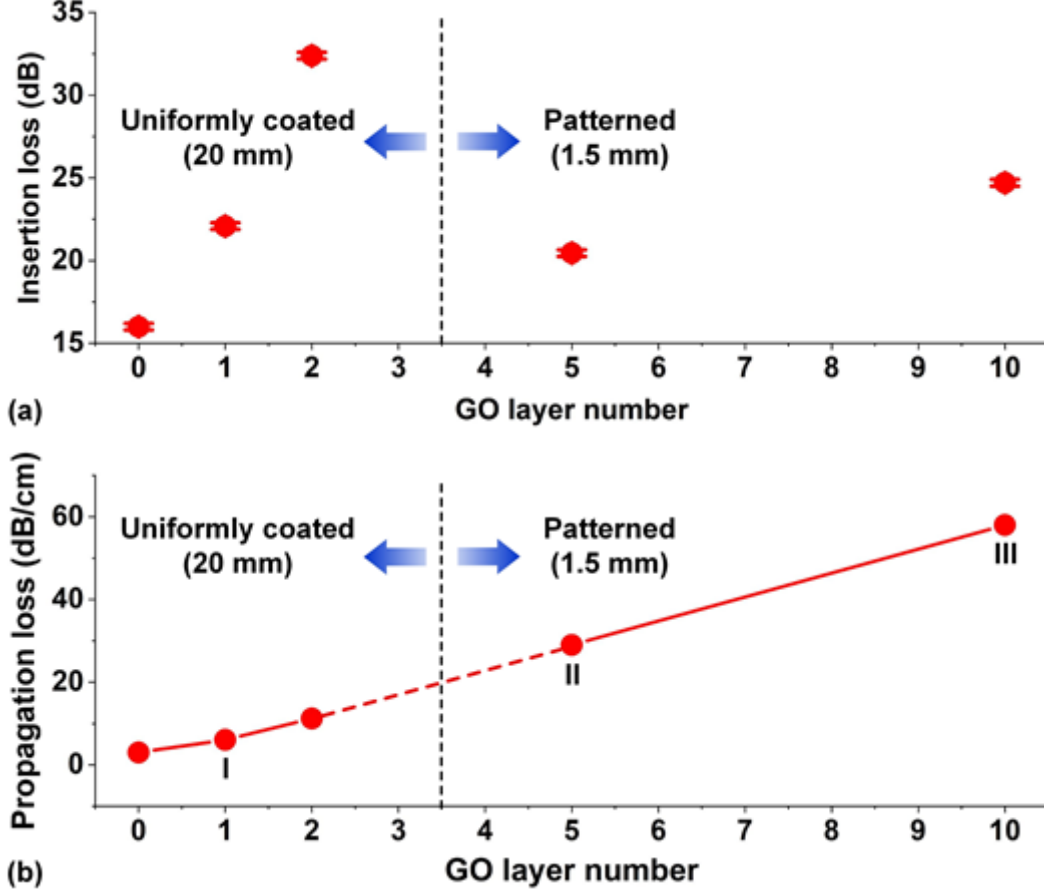 35
30
25
20
15
Insertion loss (dB)
Uniformly coated
(20 mm)
Patterned
(1.5 mm)
0 1 2 3 4 5 6 7 8 9 10
(a)
GO layer number
60
40
20
0
Propagation loss (dB/cm)
Uniformly coated
(20 mm)
Patterned
(1.5 mm)
I
II
III
0 1 2 3 4 5 6 7 8 9 10
(b)
GO layer number